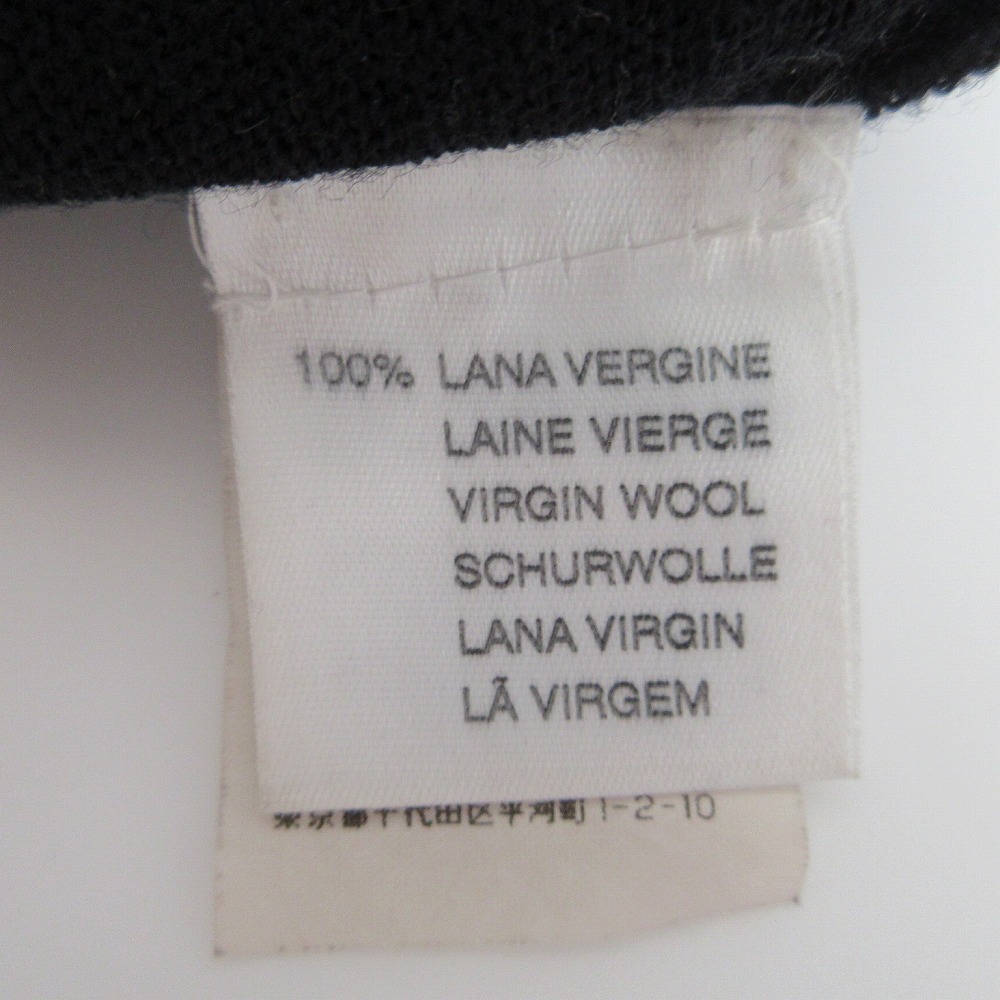 100% LANA VERGINE
LAINE VIERGE
VIRGIN WOOL
SCHURWOLLE
LANA VIRGIN
LÃ VIRGEM
東京都千代田区平河町1-2-10